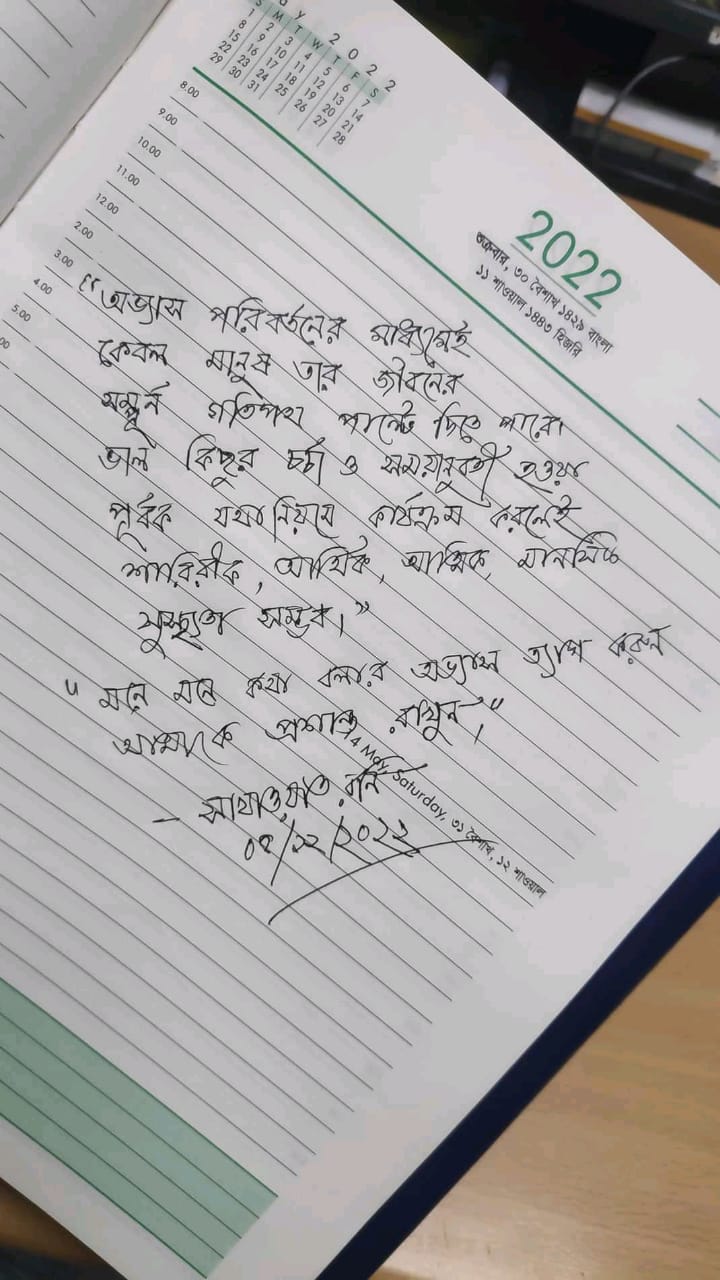 2022
S M T W T F S
1 2 3 4 5 6 7
8 9 10 11 12 13 14
15 16 17 18 19 20 21
22 23 24 25 26 27 28
29 30 31
2022
শুক্রবার, ৩০ বৈশাখ ১৪২৯ বাংলা
১১ শাওয়াল ১৪৪৩ হিজরি
8.00
9.00
10.00
11.00
12.00
2.00
3.00
4.00
5.00
"অভ্যাস পরিবর্তনের মাধ্যমেই
কেবল মানুষ তার জীবনের
সম্পূর্ন গতিপথ পাল্টে দিতে পারে।
ভাল কিছুর চর্চা ও সময়ানুবর্তী হওয়া
পূর্বক যথা নিয়মে কার্যক্রম করলেই
শারিরীক, আর্থিক, আত্মিক, মানসিক
সুস্থ্যতা সম্ভব।"
"মনে মনে কথা বলার অভ্যাস ত্যাগ করুন
আত্মাকে প্রশান্ত রাখুন।"
14 May, Saturday, ৩১ বৈশাখ, ১২ শাওয়াল
- সাখাওয়াত রনি
/১২/২০২২